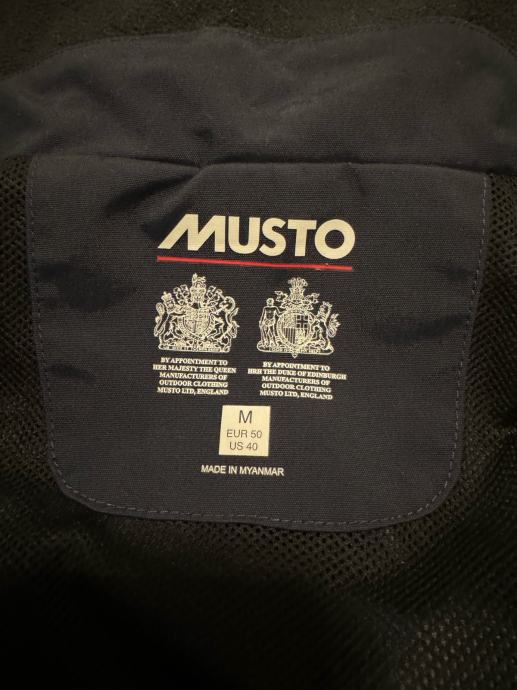 MUSTO
BY APPOINTMENT TO
HER MAJESTY THE QUEEN
MANUFACTURERS OF
OUTDOOR CLOTHING
MUSTO LTD, ENGLAND
BY APPOINTMENT TO
HRH THE DUKE OF EDINBURGH
MANUFACTURERS OF
OUTDOOR CLOTHING
MUSTO LTD, ENGLAND
M
EUR 50
US 40
MADE IN MYANMAR